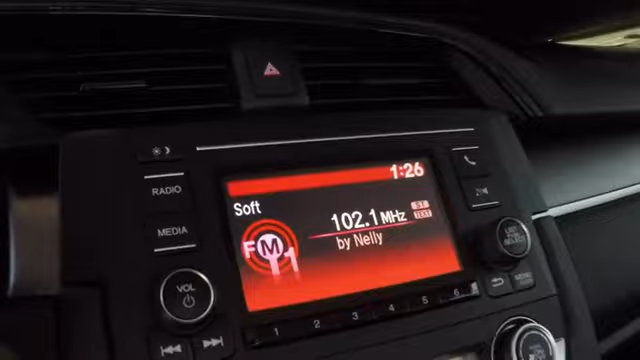 1:26
RADIO
Soft
102.1 MHz
ST
TEXT
by Nelly
FM 1
MEDIA
VOL
MENU
1 2 3 4 5 6